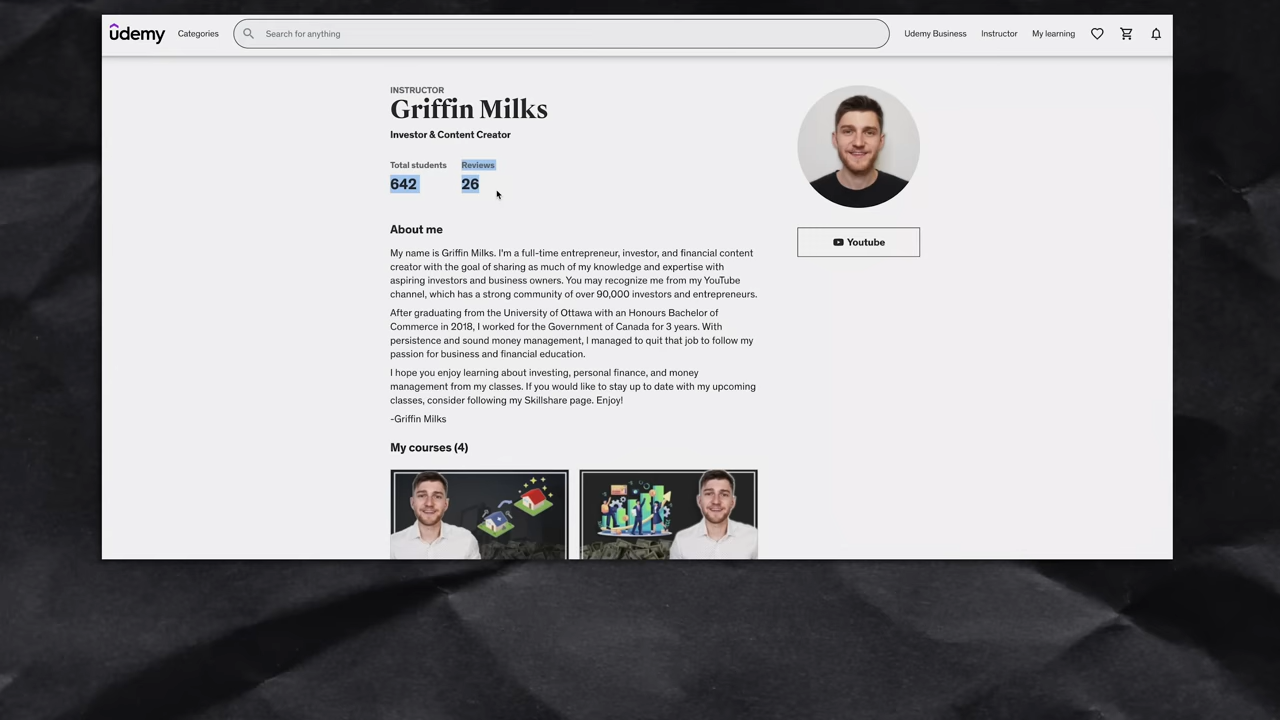 udemy
Categories
Search for anything
Udemy Business
Instructor
My learning
INSTRUCTOR
Griffin Milks
Investor & Content Creator
Total students
Reviews
642
26
About me
My name is Griffin Milks. I'm a full-time entrepreneur, investor, and financial content
creator with the goal of sharing as much of my knowledge and expertise with
aspiring investors and business owners. You may recognize me from my YouTube
channel, which has a strong community of over 90,000 investors and entrepreneurs.
After graduating from the University of Ottawa with an Honours Bachelor of
Commerce in 2018, I worked for the Government of Canada for 3 years. With
persistence and sound money management, I managed to quit that job to follow my
passion for business and financial education.
I hope you enjoy learning about investing, personal finance, and money
management from my classes. If you would like to stay up to date with my upcoming
classes, consider following my Skillshare page. Enjoy!
-Griffin Milks
My courses (4)
Youtube